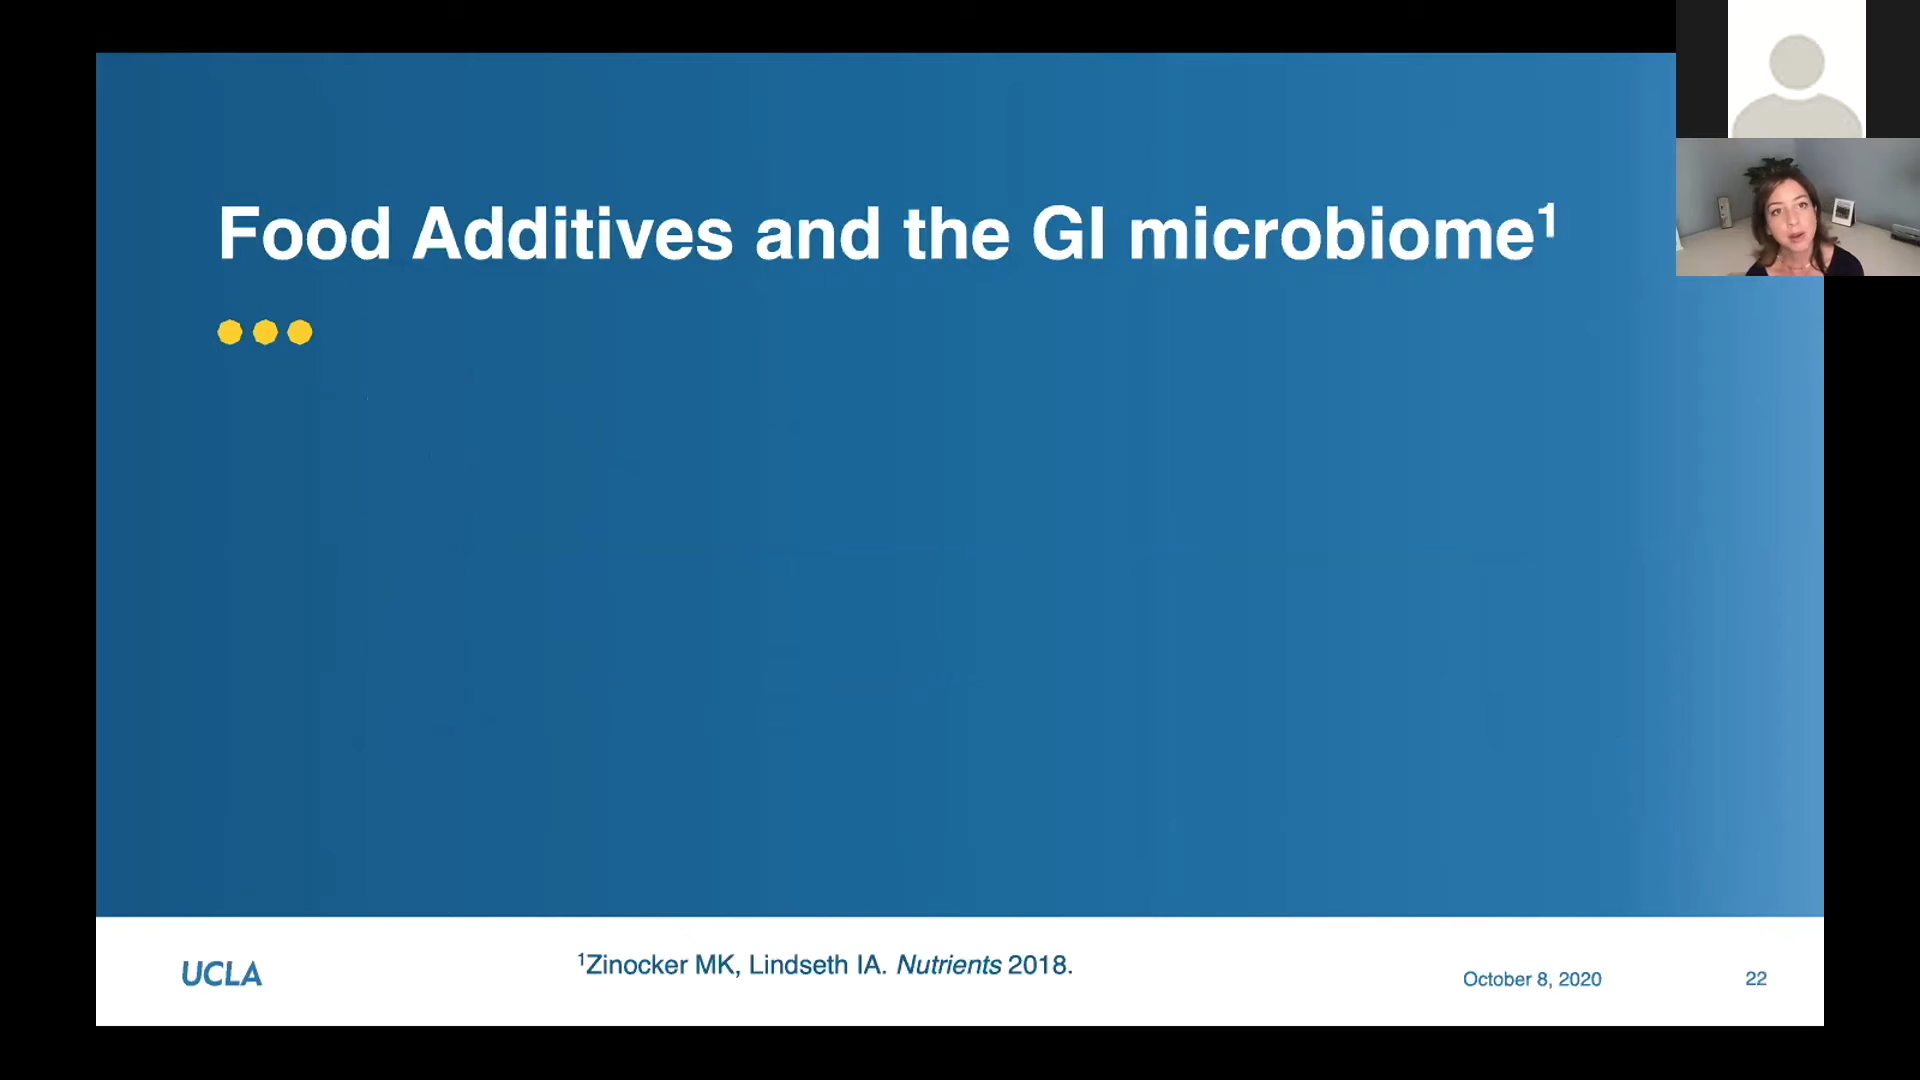 Food Additives and the GI microbiome¹
UCLA
¹Zinocker MK, Lindseth IA. Nutrients 2018.
October 8, 2020
22